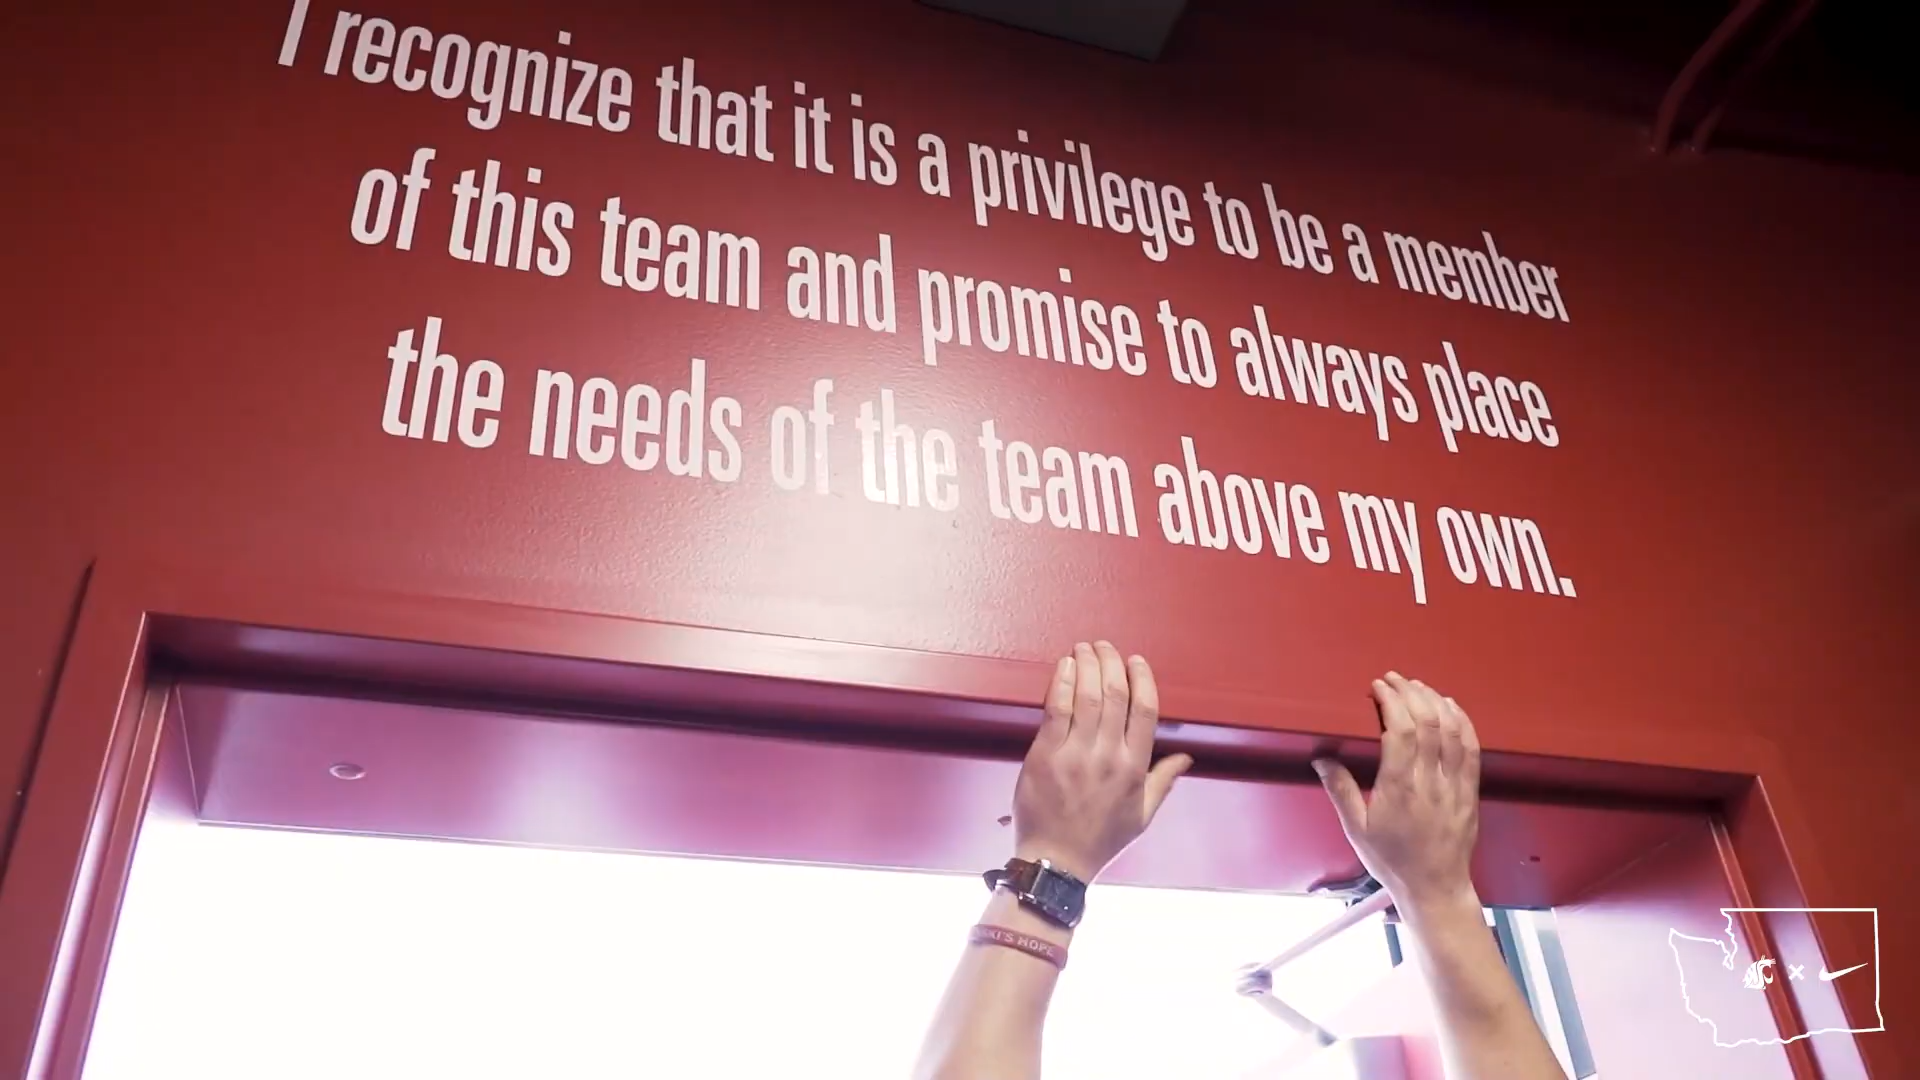 I recognize that it is a privilege to be a member
of this team and promise to always place
the needs of the team above my own.
HOPE